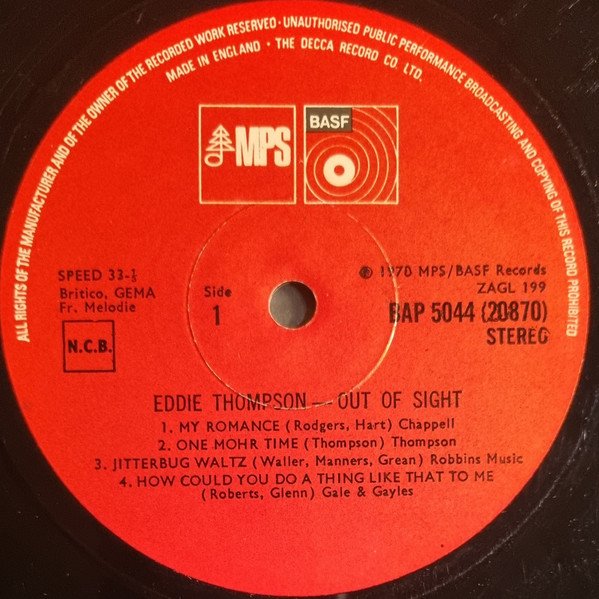 ALL RIGHTS OF THE MANUFACTURER AND OF THE OWNER OF THE RECORDED WORK RESERVED · UNAUTHORISED PUBLIC PERFORMANCE BROADCASTING AND COPYING OF THIS RECORD PROHIBITED
MADE IN ENGLAND · THE DECCA RECORD CO LTD.
MPS
BASF
SPEED 33-⅓
Britico, GEMA
Fr. Melodie
N.C.B.
Side
1
℗ 1970 MPS/BASF Records
ZAGL 199
BAP 5044 (20870)
STEREO
EDDIE THOMPSON — OUT OF SIGHT
1. MY ROMANCE (Rodgers, Hart) Chappell
2. ONE MOHR TIME (Thompson) Thompson
3. JITTERBUG WALTZ (Waller, Manners, Grean) Robbins Music
4. HOW COULD YOU DO A THING LIKE THAT TO ME
(Roberts, Glenn) Gale & Gayles